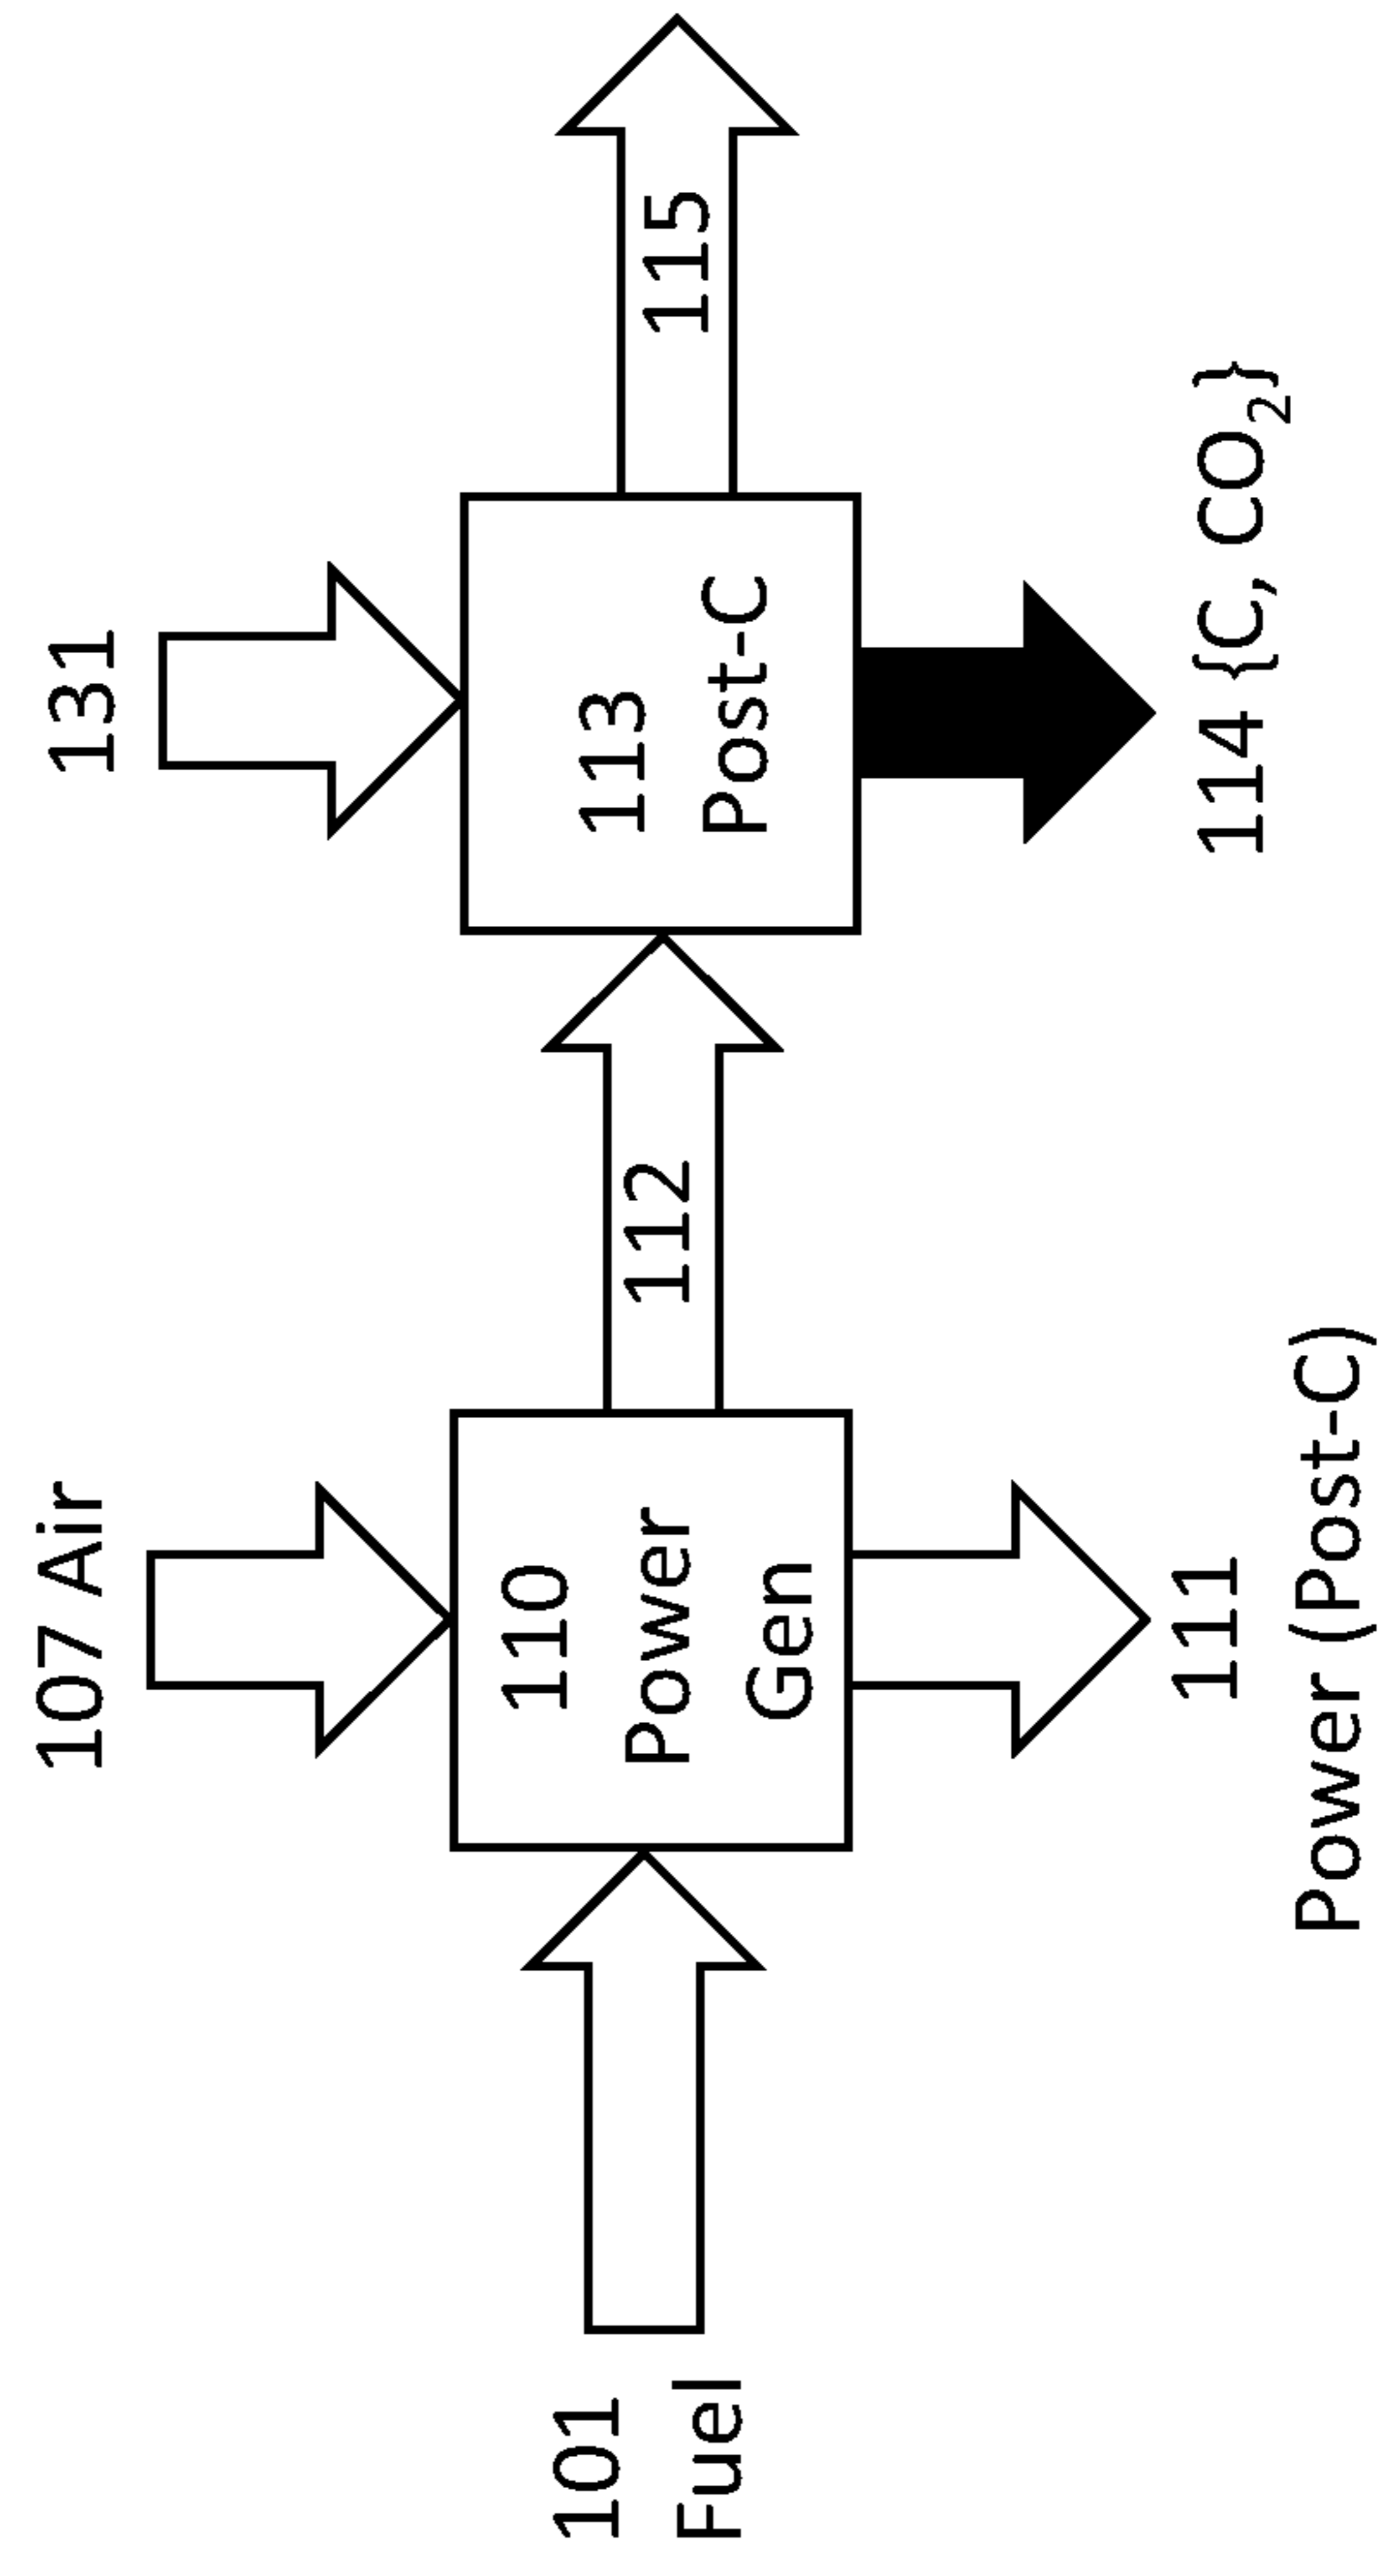 107 Air
131
101
Fuel
110
Power
Gen
112
113
Post-C
115
111
Power (Post-C)
114 {C, CO₂}